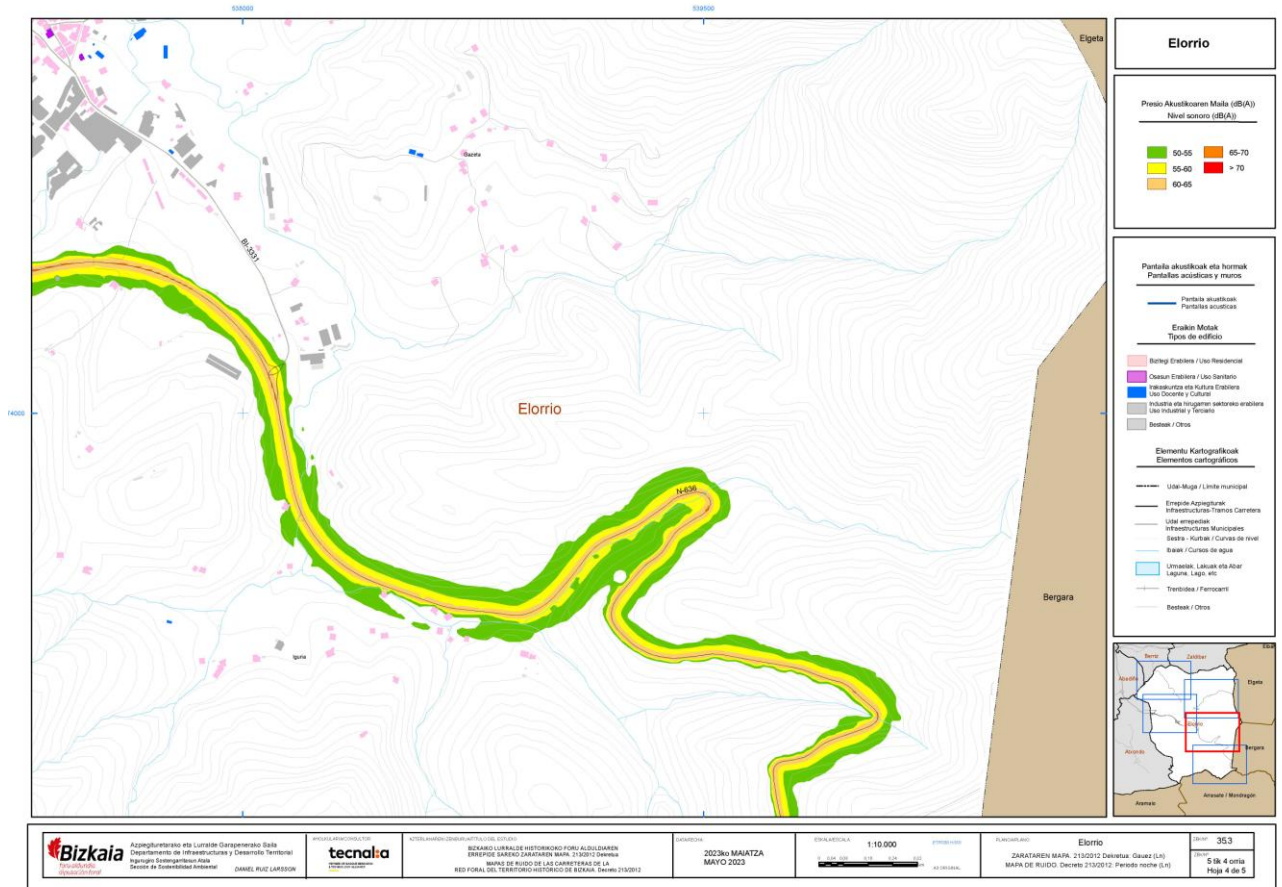 535000
539500
Elgeta
Elorrio
Presio Akustikoaren Maila (dB(A))
Nivel sonoro (dB(A))
50-55
65-70
55-60
> 70
60-65
Gazeta
BI-3331
Pantaila akustikoak eta hormak
Pantallas acústicas y muros
Pantaila akustikoak
Pantallas acusticas
Eraikin Motak
Tipos de edificio
Bizitegi Erabilera / Uso Residencial
Osasun Erabilera / Uso Sanitario
Irakaskuntza eta Kultura Erabilera
Uso Docente y Cultural
Industria eta hirugarren sektoreko erabilera
Uso Industrial y Terciario
Besteak / Otros
74000
Elorrio
Elementu Kartografikoak
Elementos cartográficos
Udal-Muga / Límite municipal
Errepide Azpiegiturak
Infraestructuras-Tramos Carretera
Udal errepideak
Infraestructuras Municipales
Sestra - Kurbak / Curvas de nivel
Ibaiak / Cursos de agua
Urmaelak, Lakuak eta Abar
Laguna, Lago, etc
Trenbidea / Ferrocarril
Besteak / Otros
N-636
Bergara
Iguria
Berriz
Zaldibar
Abadiño
Elgeta
Elorrio
Atxondo
Bergara
Aramaio
Arrasate / Mondragón
Bizkaia
foru aldundia
diputación foral
Azpiegituretarako eta Lurralde Garapenerako Saila
Departamento de Infraestructuras y Desarrollo Territorial
Ingurugiro Sostengarritasun Atala
Sección de Sostenibilidad Ambiental
DANIEL RUIZ LARSSON
tecnalia
BIZKAIKO LURRALDE HISTORIKOKO FORU ALDUNDIAREN
ERREPIDE SAREKO ZARATAREN MAPA. 213/2012 Dekretua
MAPAS DE RUIDO DE LAS CARRETERAS DE LA
RED FORAL DEL TERRITORIO HISTÓRICO DE BIZKAIA. Decreto 213/2012
2023ko MAIATZA
MAYO 2023
1:10.000
Elorrio
ZARATAREN MAPA. 213/2012 Dekretua: Gauez (Ln)
MAPA DE RUIDO. Decreto 213/2012: Periodo noche (Ln)
35.3
5 tik 4 orria
Hoja 4 de 5